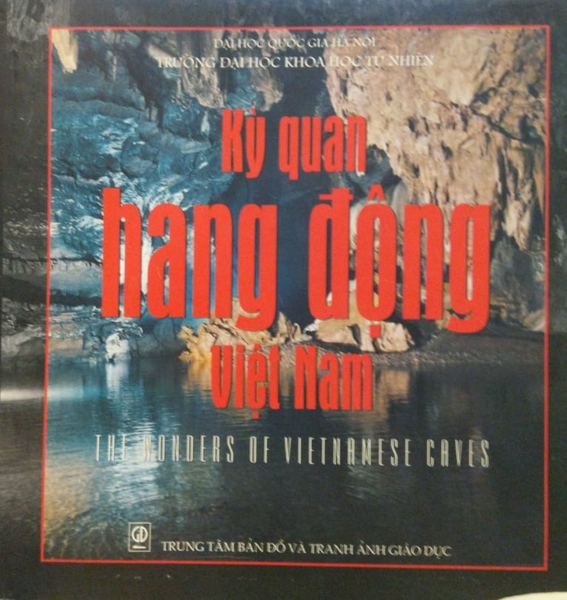 ĐẠI HỌC QUỐC GIA HÀ NỘI
TRƯỜNG ĐẠI HỌC KHOA HỌC TỰ NHIÊN
Kỳ quan
hang động
Việt Nam
THE WONDERS OF VIETNAMESE CAVES
GD
TRUNG TÂM BẢN ĐỒ VÀ TRANH ẢNH GIÁO DỤC